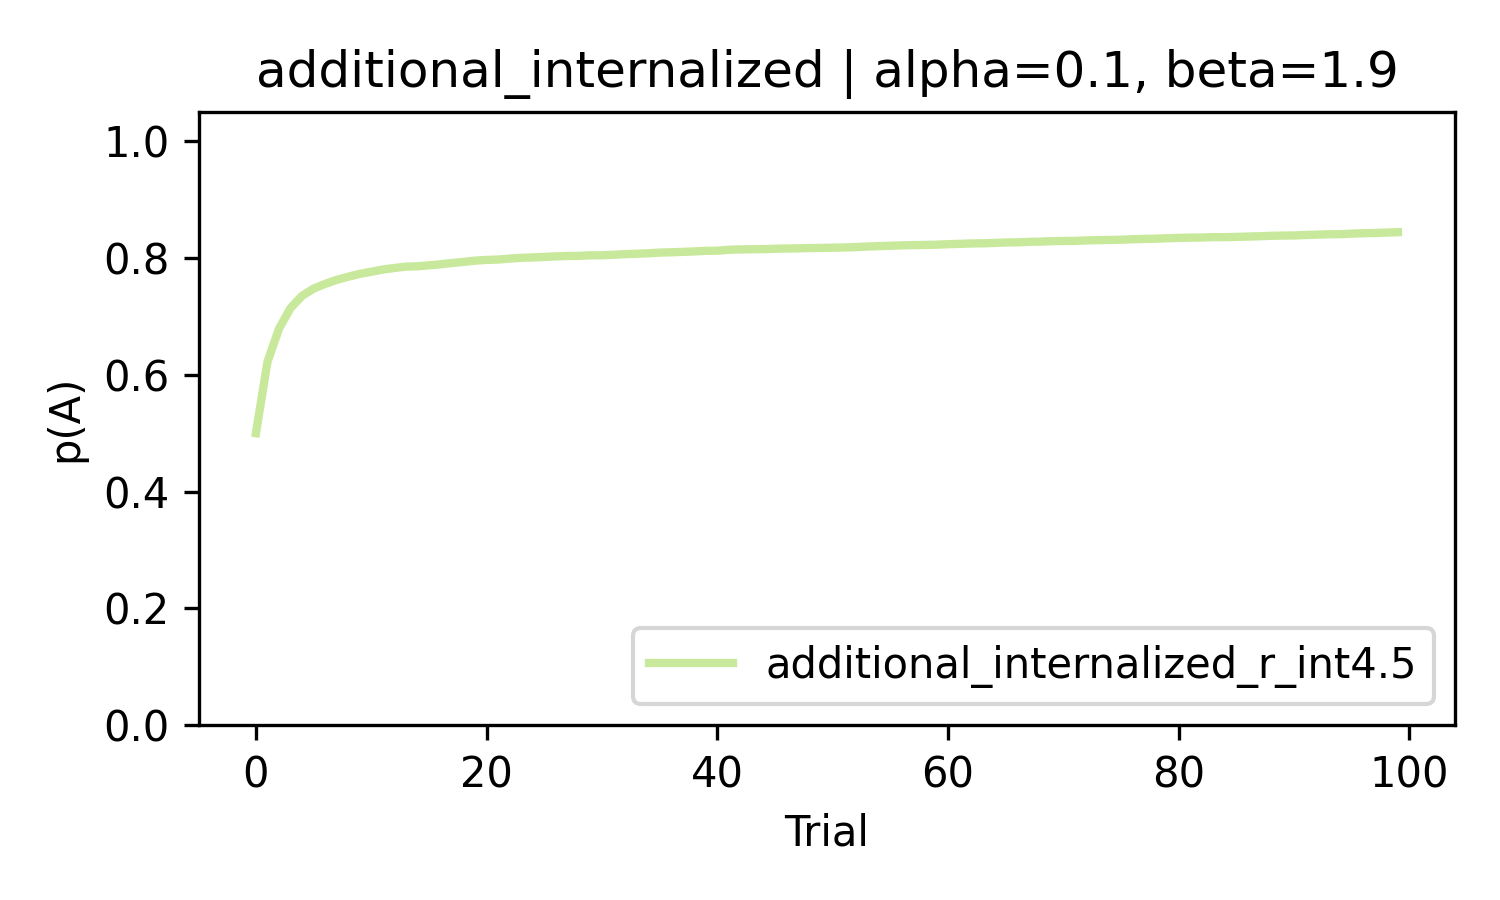 additional_internalized | alpha=0.1, beta=1.9
1.0
0.8
0.6
0.4
0.2
0.0
p(A)
additional_internalized_r_int4.5
0 20 40 60 80 100
Trial